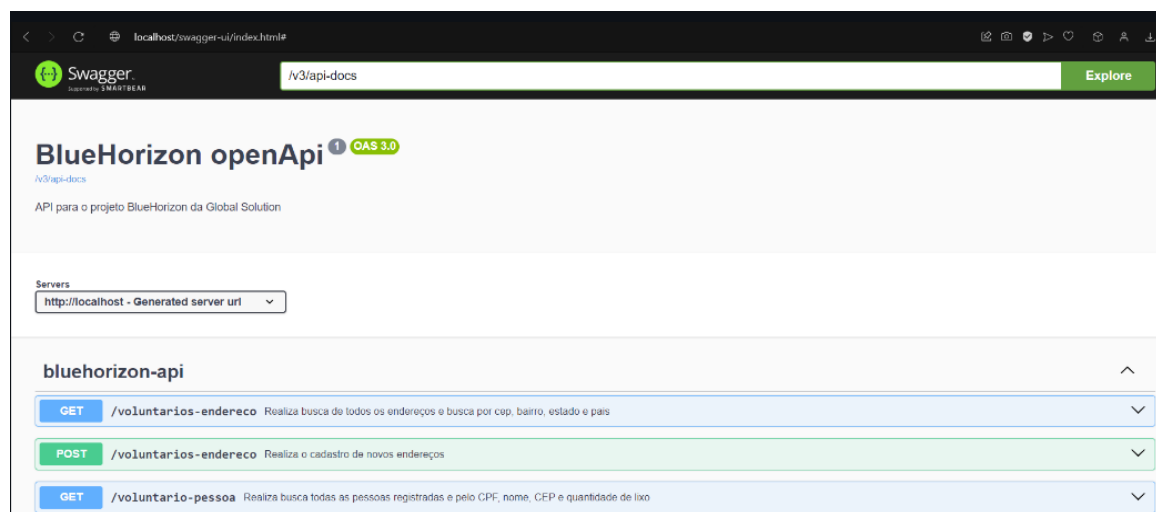 localhost/swagger-ui/index.html#
Swagger.
Supported by SMARTBEAR
/v3/api-docs
Explore
BlueHorizon openApi 1 OAS 3.0
/v3/api-docs
API para o projeto BlueHorizon da Global Solution
Servers
http://localhost - Generated server url
bluehorizon-api
GET /voluntarios-endereco Realiza busca de todos os endereços e busca por cep, bairro, estado e pais
POST /voluntarios-endereco Realiza o cadastro de novos endereços
GET /voluntario-pessoa Realiza busca todas as pessoas registradas e pelo CPF, nome, CEP e quantidade de lixo